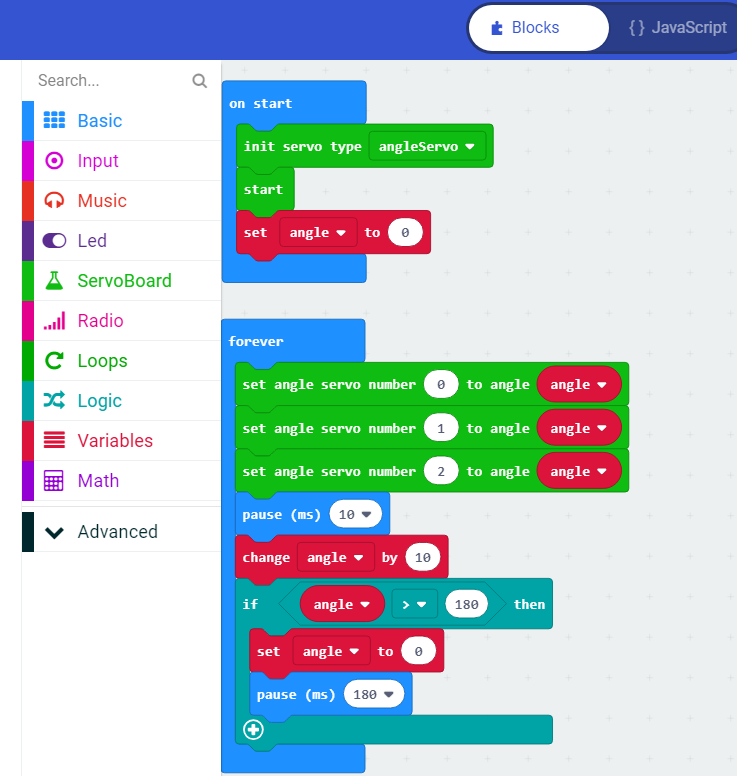 Blocks
{ } JavaScript
Search...
Basic
Input
Music
Led
ServoBoard
Radio
Loops
Logic
Variables
Math
Advanced
on start
init servo type angleServo
start
set angle to 0
forever
set angle servo number 0 to angle angle
set angle servo number 1 to angle angle
set angle servo number 2 to angle angle
pause (ms) 10
change angle by 10
if angle > 180 then
set angle to 0
pause (ms) 180